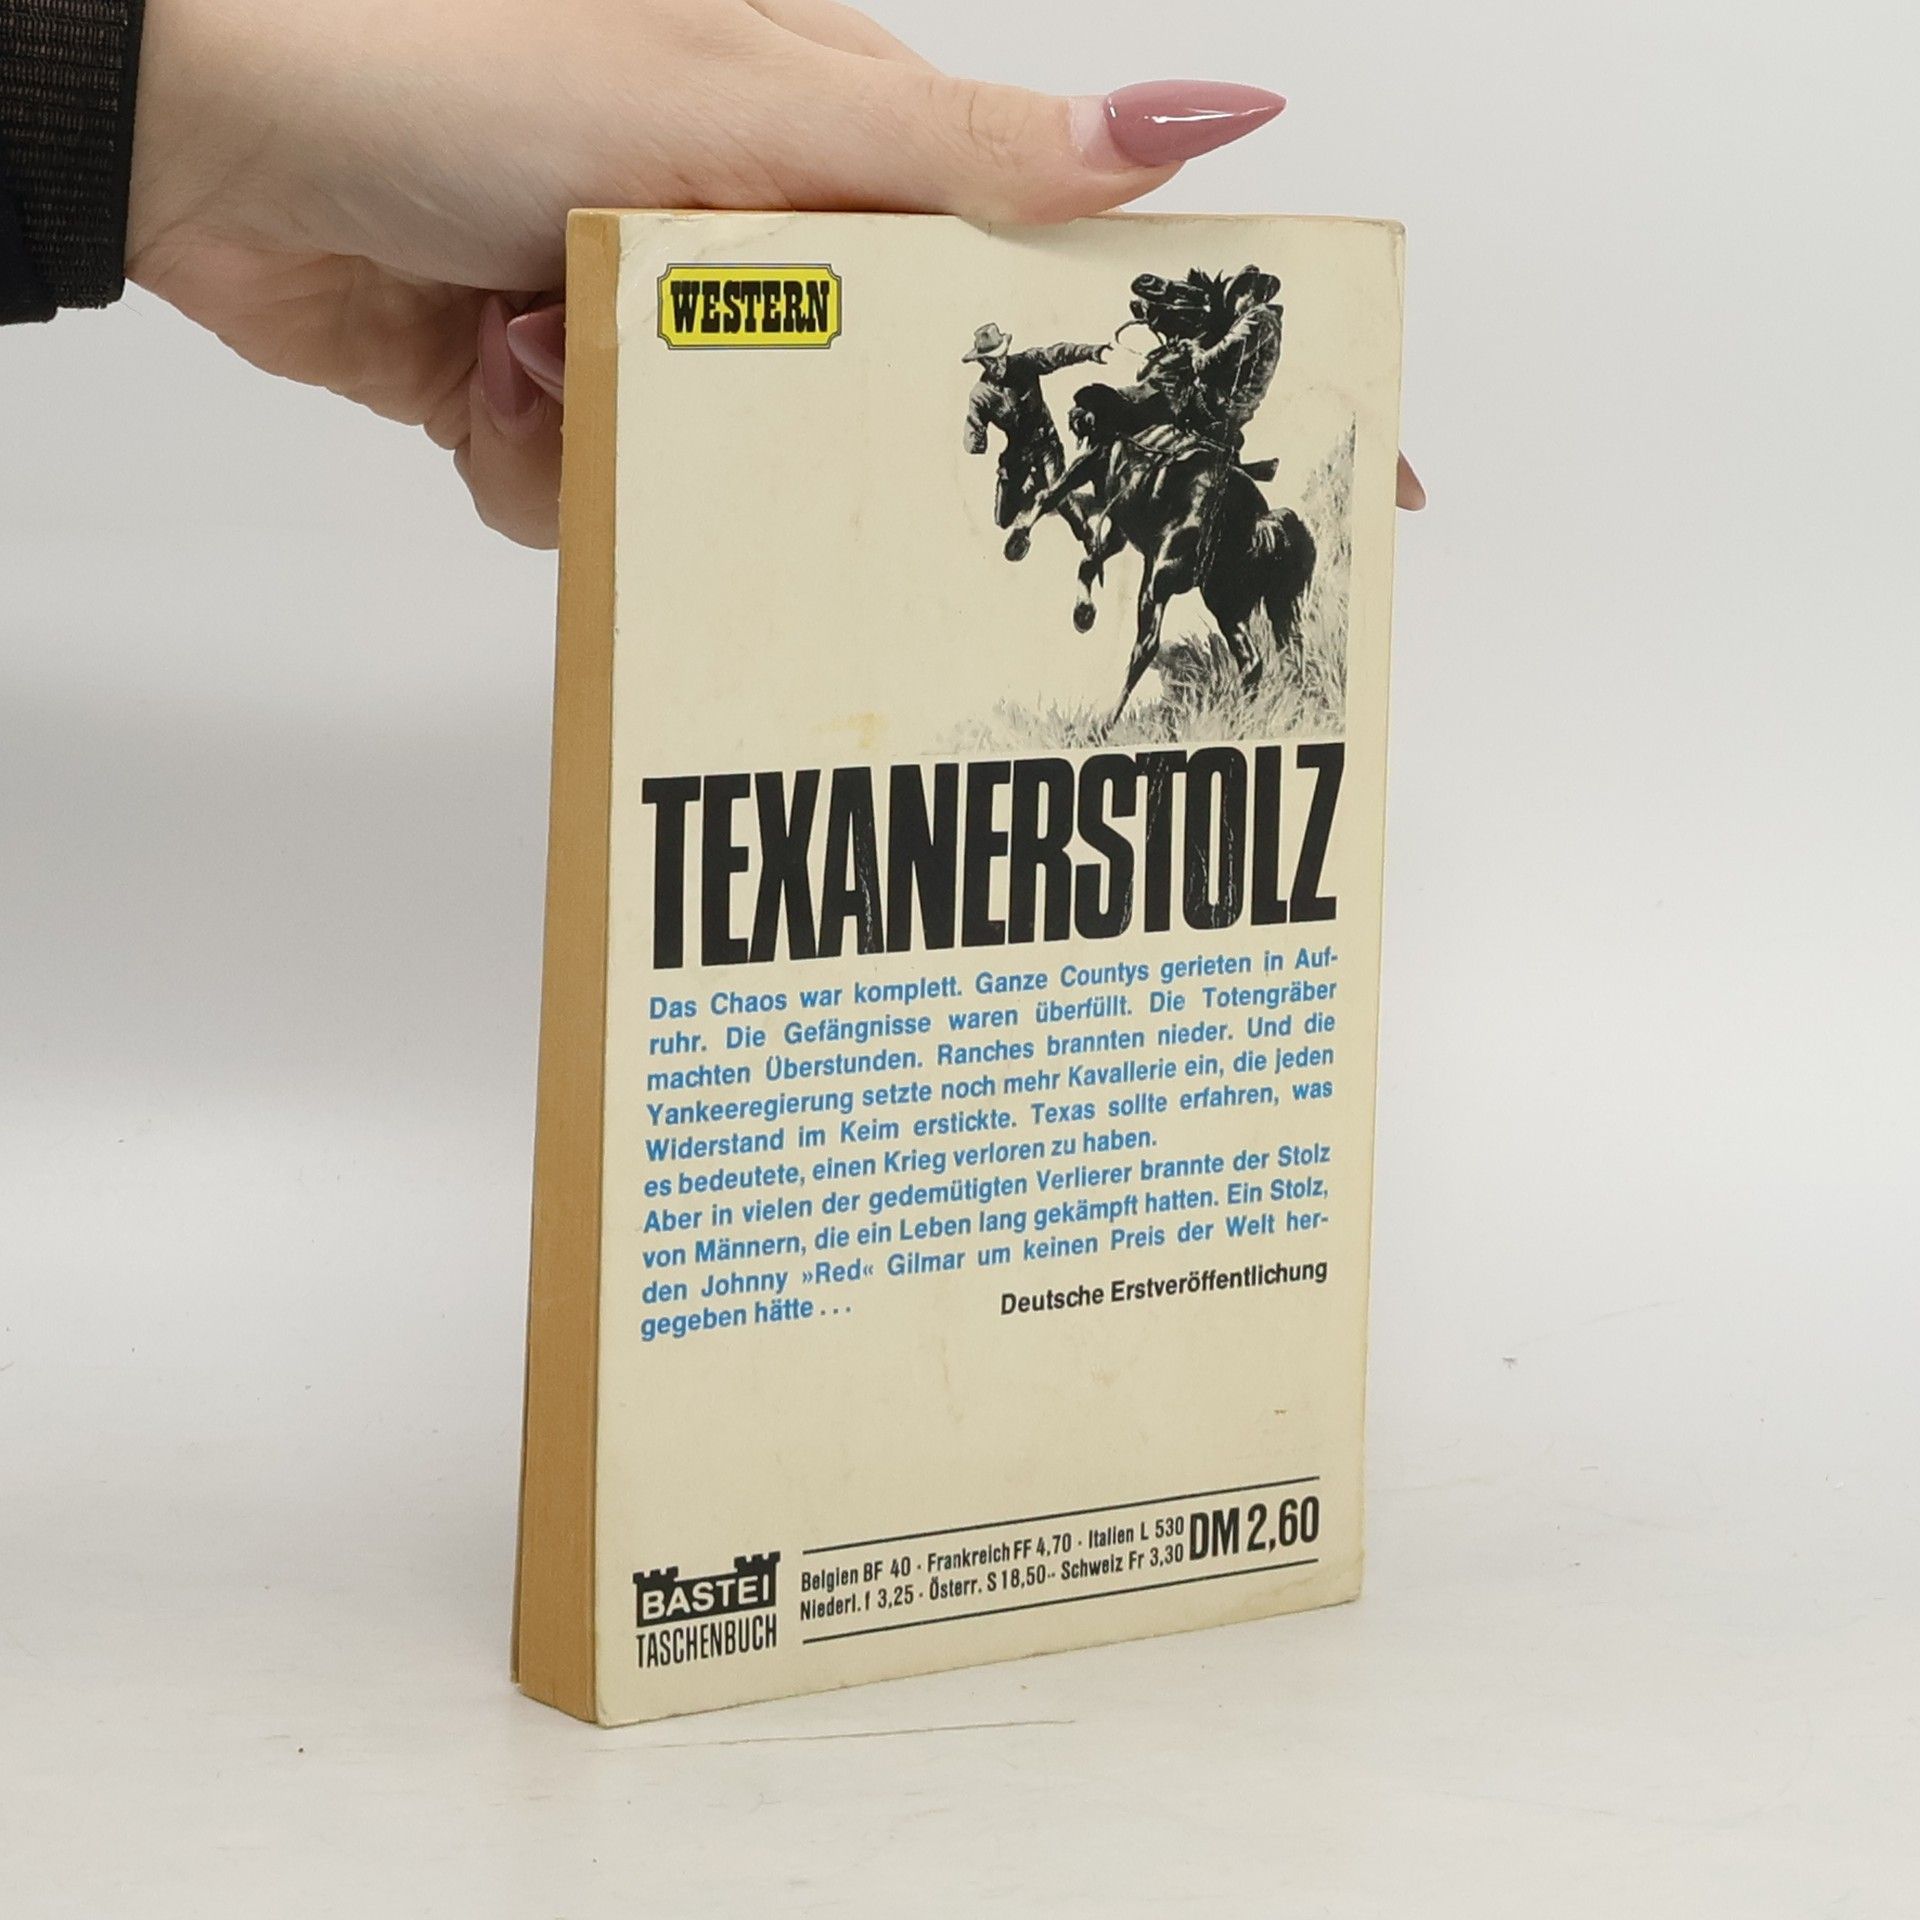 WESTERN
TEXANERSTOLZ
Das Chaos war komplett. Ganze Countys gerieten in Auf-
ruhr. Die Gefängnisse waren überfüllt. Die Totengräber
machten Überstunden. Ranches brannten nieder. Und die
Yankeeregierung setzte noch mehr Kavallerie ein, die jeden
Widerstand im Keim erstickte. Texas sollte erfahren, was
es bedeutete, einen Krieg verloren zu haben.
Aber in vielen der gedemütigten Verlierer brannte der Stolz
von Männern, die ein Leben lang gekämpft hatten. Ein Stolz,
den Johnny »Red« Gilmar um keinen Preis der Welt her-
gegeben hätte . . .
Deutsche Erstveröffentlichung
BASTEI
TASCHENBUCH
Belgien BF 40 · Frankreich FF 4,70 · Italien L 530
Niederl. f 3,25 · Österr. S 18,50-· Schweiz Fr 3,30
DM 2,60